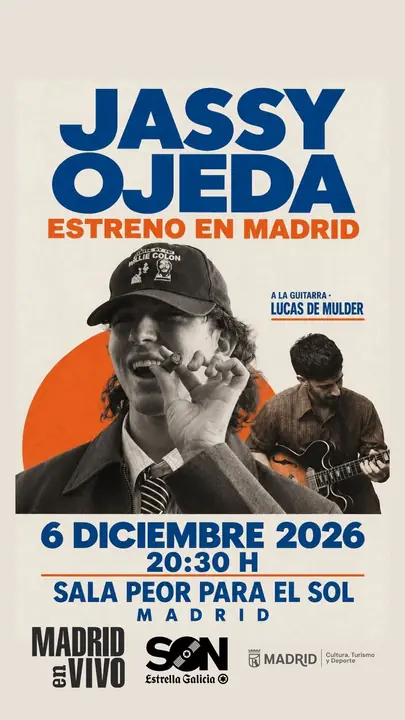 JASSY
OJEDA
ESTRENO EN MADRID
WILLIE COLON
A LA GUITARRA ·
LUCAS DE MULDER
6 DICIEMBRE 2026
20:30 H
SALA PEOR PARA EL SOL
MADRID
MADRID
en VIVO
SON
Estrella Galicia
MADRID
Cultura, Turismo
y Deporte